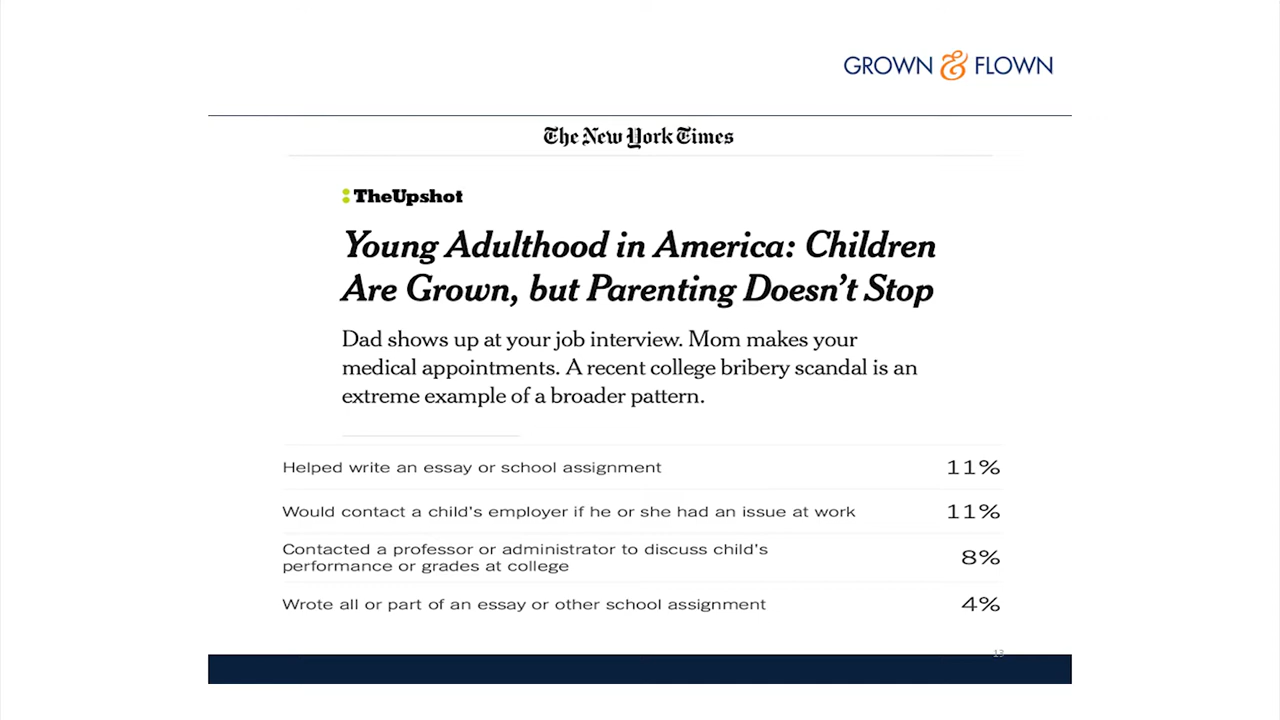 GROWN & FLOWN
The New York Times
TheUpshot
Young Adulthood in America: Children
Are Grown, but Parenting Doesn't Stop
Dad shows up at your job interview. Mom makes your
medical appointments. A recent college bribery scandal is an
extreme example of a broader pattern.
Helped write an essay or school assignment 11%
Would contact a child's employer if he or she had an issue at work 11%
Contacted a professor or administrator to discuss child's
performance or grades at college 8%
Wrote all or part of an essay or other school assignment 4%
13